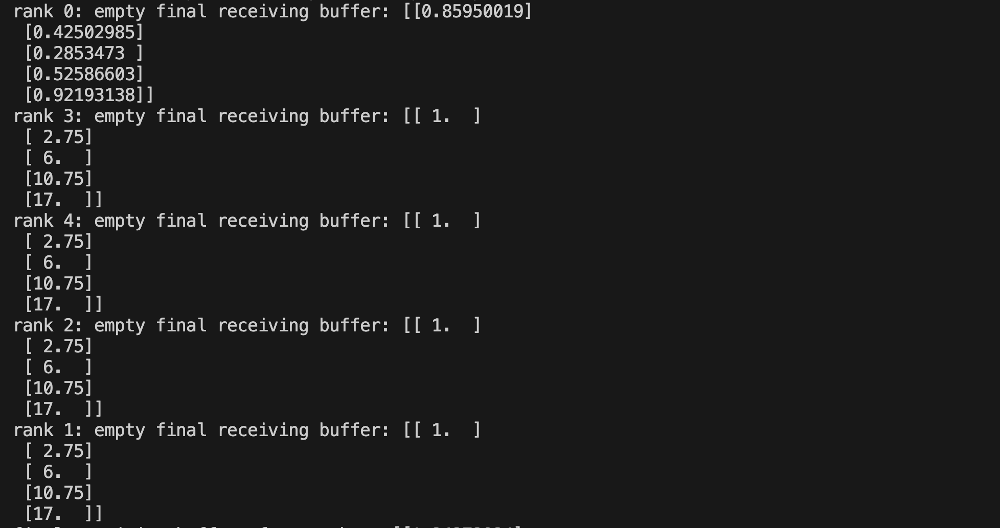 rank 0: empty final receiving buffer: [[0.85950019]
 [0.42502985]
 [0.2853473 ]
 [0.52586603]
 [0.92193138]]
rank 3: empty final receiving buffer: [[ 1.  ]
 [ 2.75]
 [ 6.  ]
 [10.75]
 [17.  ]]
rank 4: empty final receiving buffer: [[ 1.  ]
 [ 2.75]
 [ 6.  ]
 [10.75]
 [17.  ]]
rank 2: empty final receiving buffer: [[ 1.  ]
 [ 2.75]
 [ 6.  ]
 [10.75]
 [17.  ]]
rank 1: empty final receiving buffer: [[ 1.  ]
 [ 2.75]
 [ 6.  ]
 [10.75]
 [17.  ]]